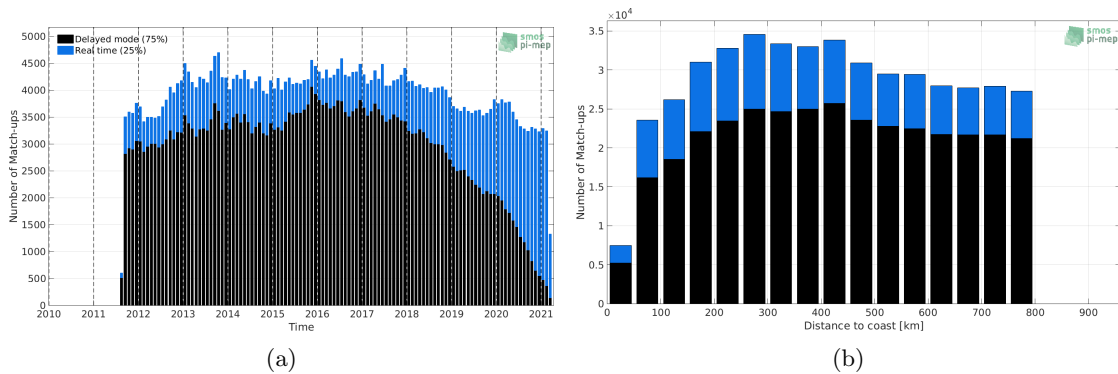 Delayed mode (75%)
Real time (25%)
smos
pi-mep
Number of Match-ups
5000
4500
4000
3500
3000
2500
2000
1500
1000
500
0
2010 2011 2012 2013 2014 2015 2016 2017 2018 2019 2020 2021
Time
(a)
×10⁴
smos
pi-mep
Number of Match-ups
3.5
3
2.5
2
1.5
1
0.5
0
0 100 200 300 400 500 600 700 800 900
Distance to coast [km]
(b)